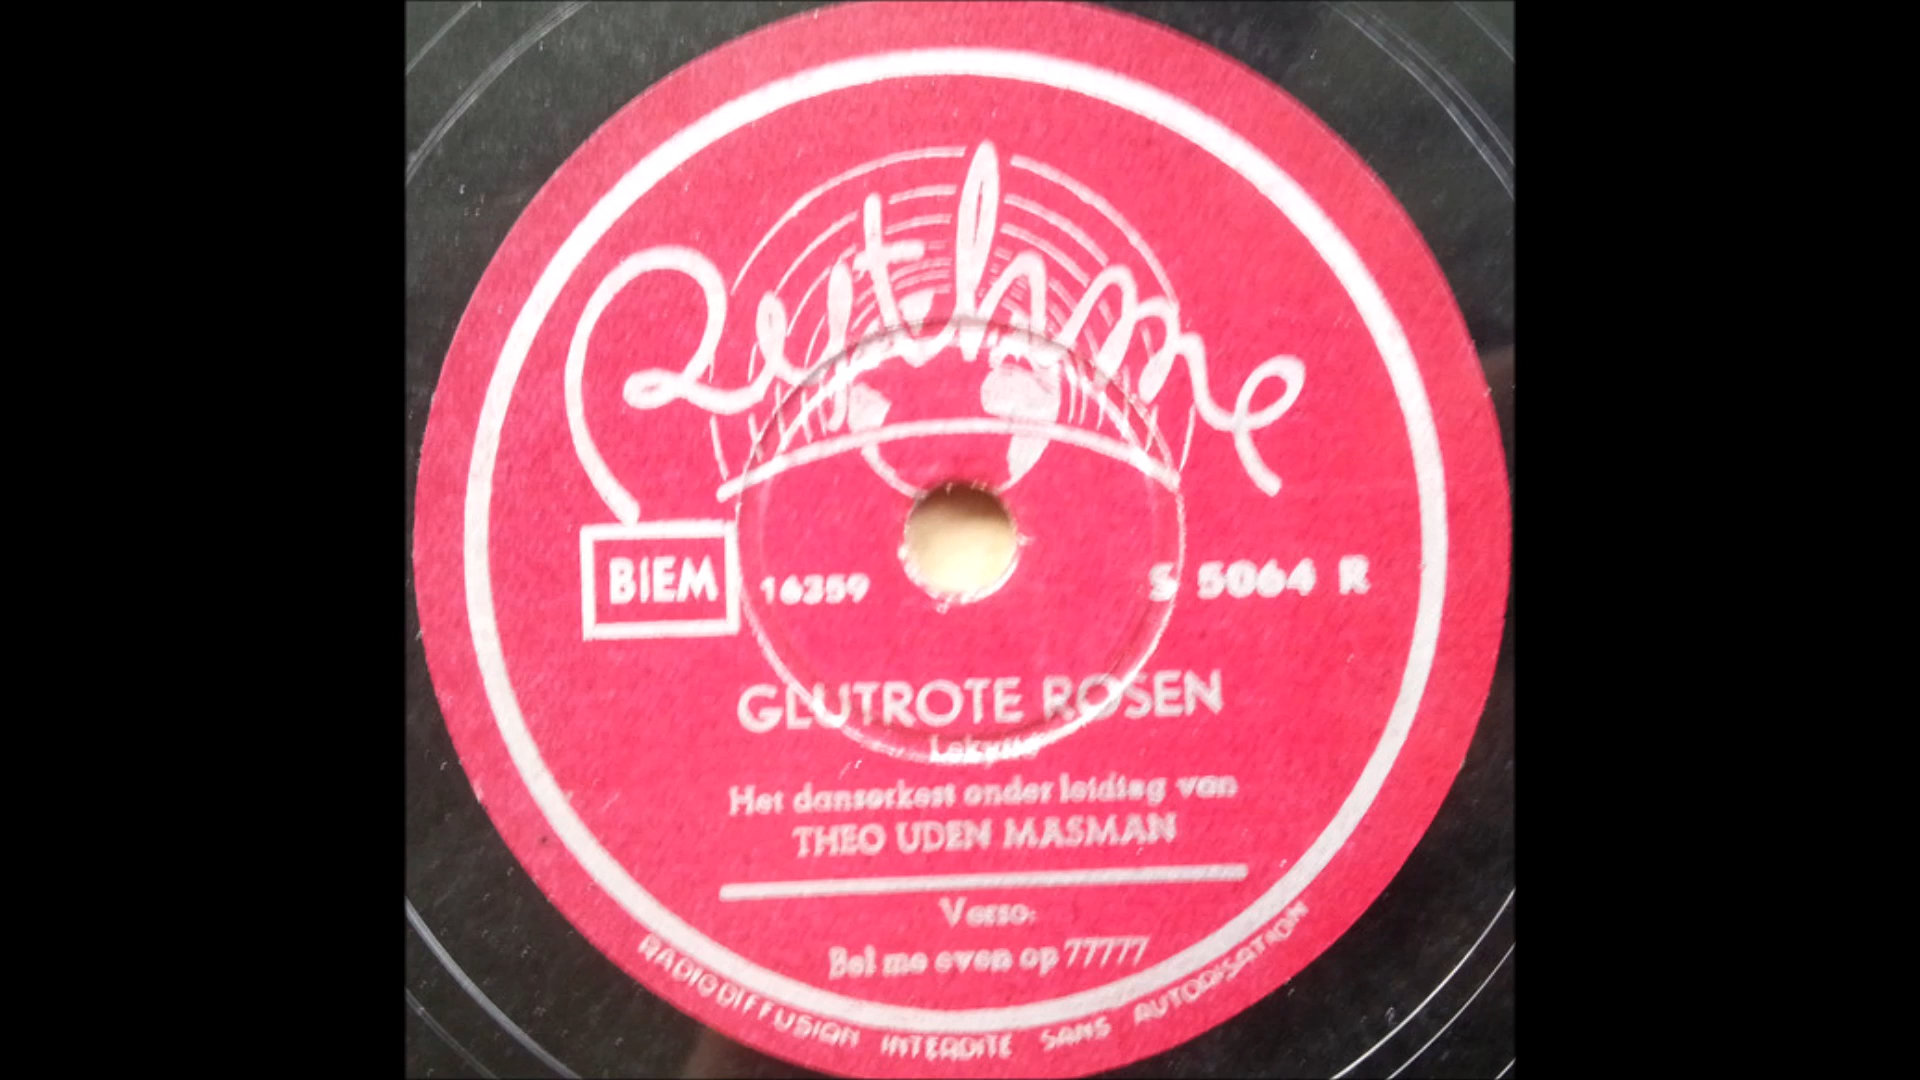 Rythme
BIEM
16359
S 5064 R
GLUTROTE ROSEN
Het dansorkest onder leiding van
THEO UDEN MASMAN
Verso:
Bel me even op 77777
RADIODIFFUSION INTERDITE SANS AUTORISATION